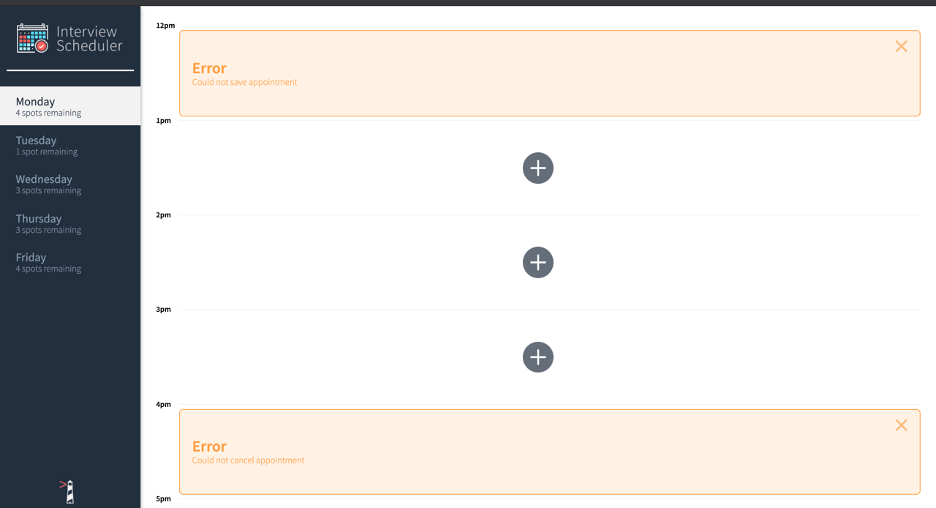 Interview
Scheduler
Monday
4 spots remaining
Tuesday
1 spot remaining
Wednesday
3 spots remaining
Thursday
3 spots remaining
Friday
4 spots remaining
12pm
Error
Could not save appointment
1pm
2pm
3pm
4pm
Error
Could not cancel appointment
5pm